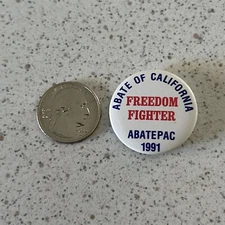 ABATE OF CALIFORNIA
FREEDOM
FIGHTER
ABATEPAC
1991